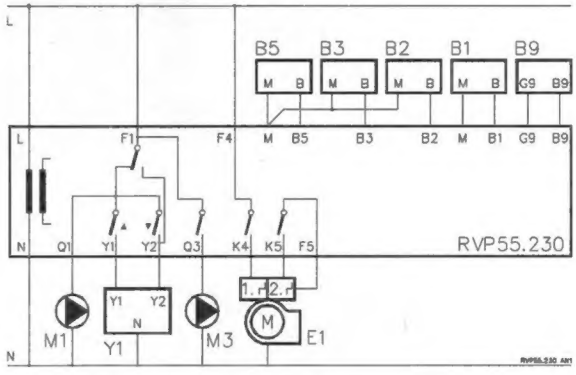 L
B5 B3 B2 B1 B9
M B M B M B M B G9 B9
L F1 F4 M B5 B3 B2 M B1 G9 B9
N Q1 Y1 Y2 Q3 K4 K5 F5 RVP55.230
Y1 Y2 1. 2.
N M
M1 Y1 M3 E1
N
RVP55.230 AN1